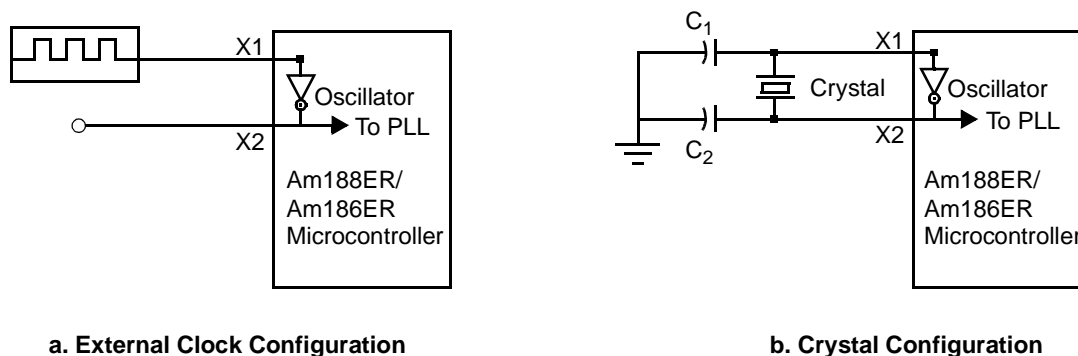 X1
Oscillator
To PLL
X2
Am188ER/
Am186ER
Microcontroller
a. External Clock Configuration
C1
X1
Crystal
Oscillator
To PLL
X2
C2
Am188ER/
Am186ER
Microcontroller
b. Crystal Configuration